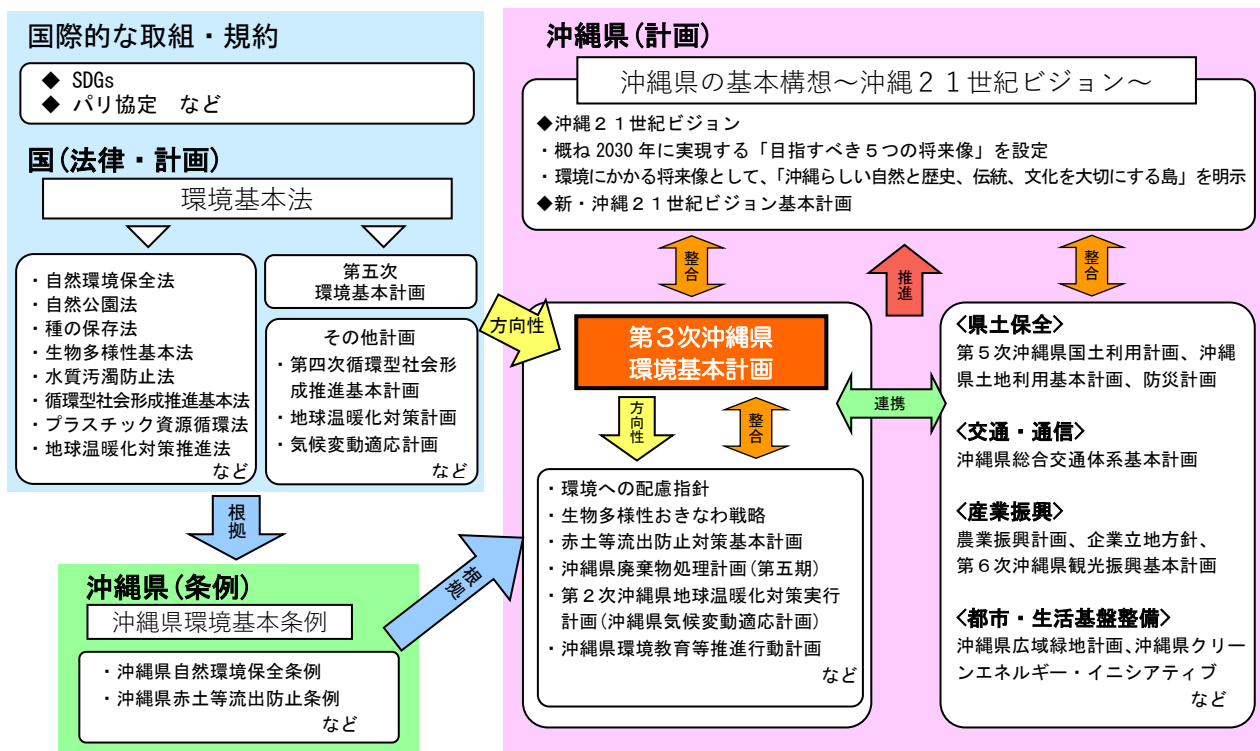 国際的な取組・規約
◆ SDGs
◆ パリ協定　など
国(法律・計画)
環境基本法
・自然環境保全法
・自然公園法
・種の保存法
・生物多様性基本法
・水質汚濁防止法
・循環型社会形成推進基本法
・プラスチック資源循環法
・地球温暖化対策推進法
など
第五次
環境基本計画
その他計画
・第四次循環型社会形
成推進基本計画
・地球温暖化対策計画
・気候変動適応計画
など
根拠
沖縄県(条例)
沖縄県環境基本条例
・沖縄県自然環境保全条例
・沖縄県赤土等流出防止条例
など
根拠
方向性
沖縄県(計画)
沖縄県の基本構想～沖縄２１世紀ビジョン～
◆沖縄２１世紀ビジョン
・概ね 2030 年に実現する「目指すべき５つの将来像」を設定
・環境にかかる将来像として、「沖縄らしい自然と歴史、伝統、文化を大切にする島」を明示
◆新・沖縄２１世紀ビジョン基本計画
整合
推進
整合
第３次沖縄県
環境基本計画
方向性
整合
連携
・環境への配慮指針
・生物多様性おきなわ戦略
・赤土等流出防止対策基本計画
・沖縄県廃棄物処理計画(第五期)
・第２次沖縄県地球温暖化対策実行
計画(沖縄県気候変動適応計画)
・沖縄県環境教育等推進行動計画
など
<県土保全>
第５次沖縄県国土利用計画、沖縄
県土地利用基本計画、防災計画
<交通・通信>
沖縄県総合交通体系基本計画
<産業振興>
農業振興計画、企業立地方針、
第６次沖縄県観光振興基本計画
<都市・生活基盤整備>
沖縄県広域緑地計画、沖縄県クリー
ンエネルギー・イニシアティブ
など